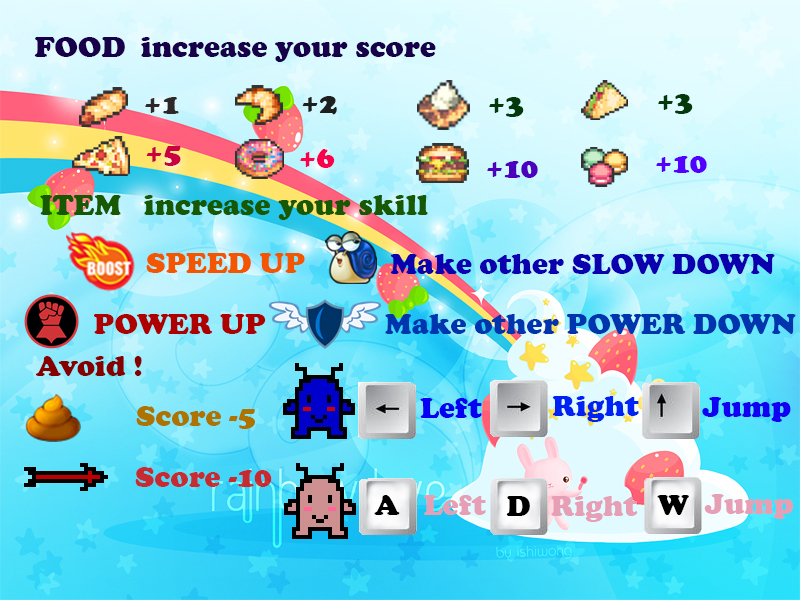 FOOD increase your score
+1 +2 +3 +3
+5 +6 +10 +10
ITEM increase your skill
BOOST SPEED UP Make other SLOW DOWN
POWER UP Make other POWER DOWN
Avoid !
Score -5 ← Left → Right ↑ Jump
Score -10
A Left D Right W Jump
by ishiwona